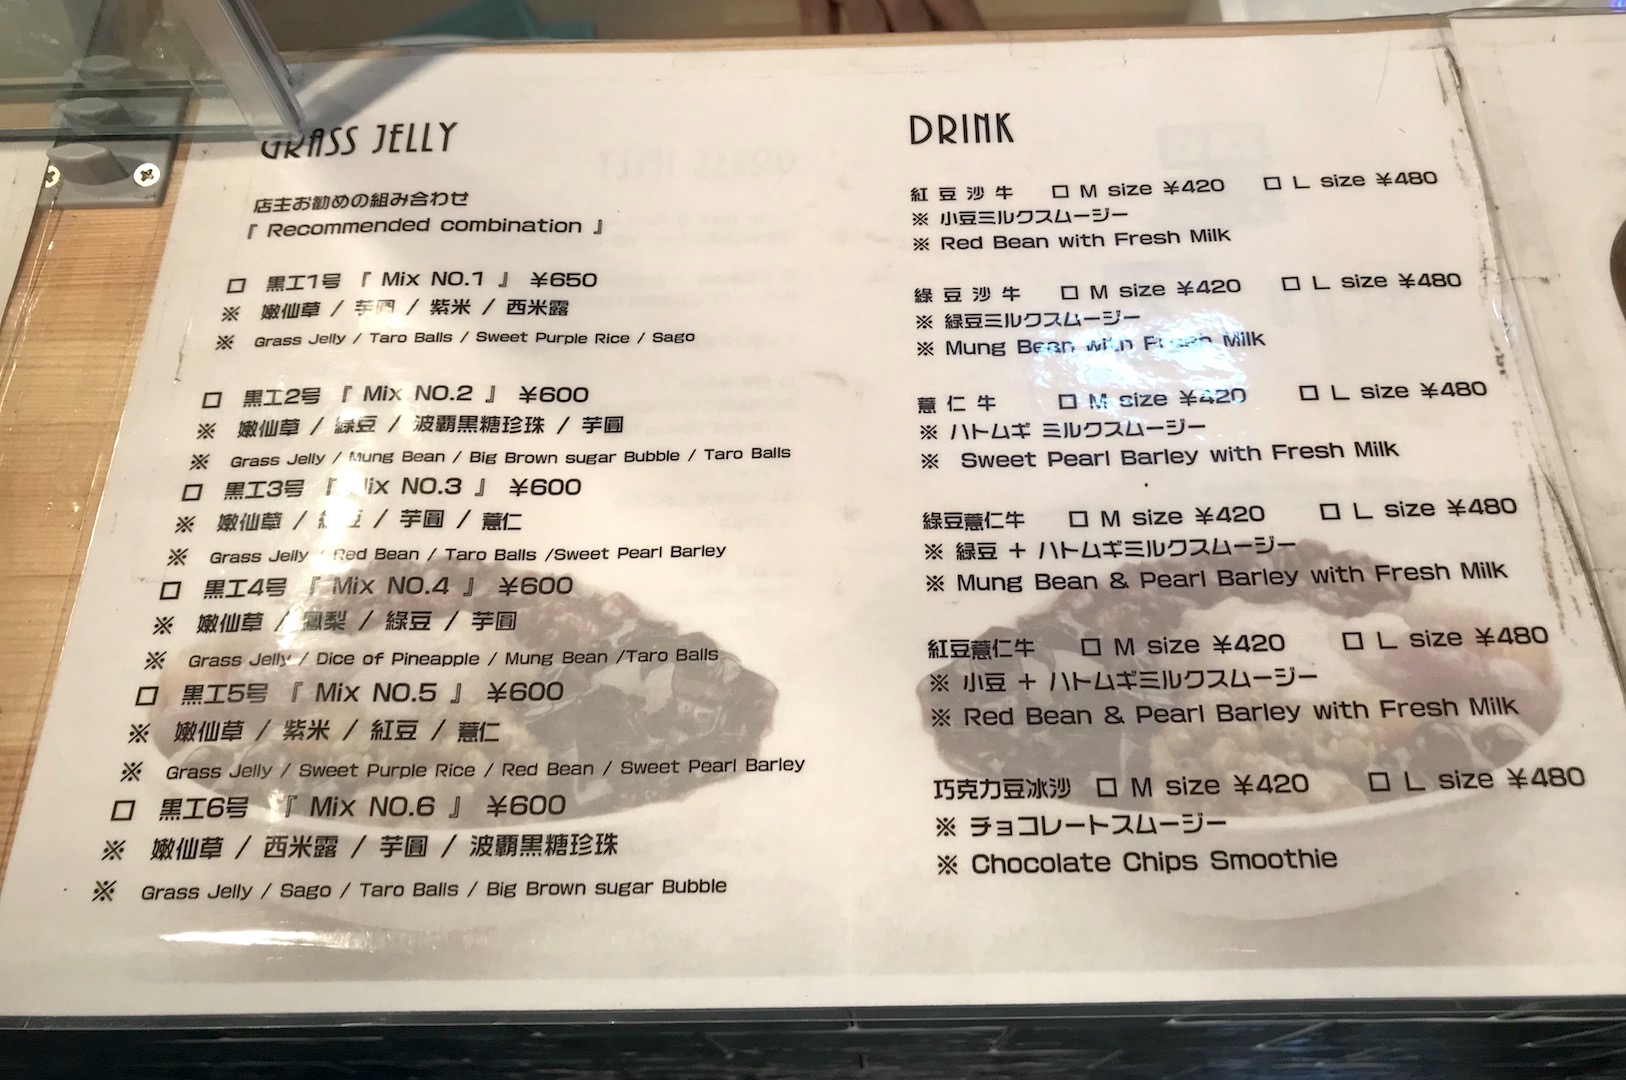 GRASS JELLY
店主お勧めの組み合わせ
『 Recommended combination 』
□ 黒工1号 『 Mix NO.1 』 ¥650
※ 嫩仙草 / 芋圓 / 紫米 / 西米露
※ Grass Jelly / Taro Balls / Sweet Purple Rice / Sago
□ 黒工2号 『 Mix NO.2 』 ¥600
※ 嫩仙草 / 綠豆 / 波覇黒糖珍珠 / 芋圓
※ Grass Jelly / Mung Bean / Big Brown sugar Bubble / Taro Balls
□ 黒工3号 『 Mix NO.3 』 ¥600
※ 嫩仙草 / 紅豆 / 芋圓 / 薏仁
※ Grass Jelly / Red Bean / Taro Balls /Sweet Pearl Barley
□ 黒工4号 『 Mix NO.4 』 ¥600
※ 嫩仙草 / 鳳梨 / 綠豆 / 芋圓
※ Grass Jelly / Dice of Pineapple / Mung Bean /Taro Balls
□ 黒工5号 『 Mix NO.5 』 ¥600
※ 嫩仙草 / 紫米 / 紅豆 / 薏仁
※ Grass Jelly / Sweet Purple Rice / Red Bean / Sweet Pearl Barley
□ 黒工6号 『 Mix NO.6 』 ¥600
※ 嫩仙草 / 西米露 / 芋圓 / 波覇黒糖珍珠
※ Grass Jelly / Sago / Taro Balls / Big Brown sugar Bubble
DRINK
紅豆沙牛 □ M size ¥420 □ L size ¥480
※ 小豆ミルクスムージー
※ Red Bean with Fresh Milk
綠豆沙牛 □ M size ¥420 □ L size ¥480
※ 緑豆ミルクスムージー
※ Mung Bean with Fresh Milk
薏仁牛 □ M size ¥420 □ L size ¥480
※ ハトムギ ミルクスムージー
※ Sweet Pearl Barley with Fresh Milk
綠豆薏仁牛 □ M size ¥420 □ L size ¥480
※ 緑豆 + ハトムギミルクスムージー
※ Mung Bean & Pearl Barley with Fresh Milk
紅豆薏仁牛 □ M size ¥420 □ L size ¥480
※ 小豆 + ハトムギミルクスムージー
※ Red Bean & Pearl Barley with Fresh Milk
巧克力豆冰沙 □ M size ¥420 □ L size ¥480
※ チョコレートスムージー
※ Chocolate Chips Smoothie